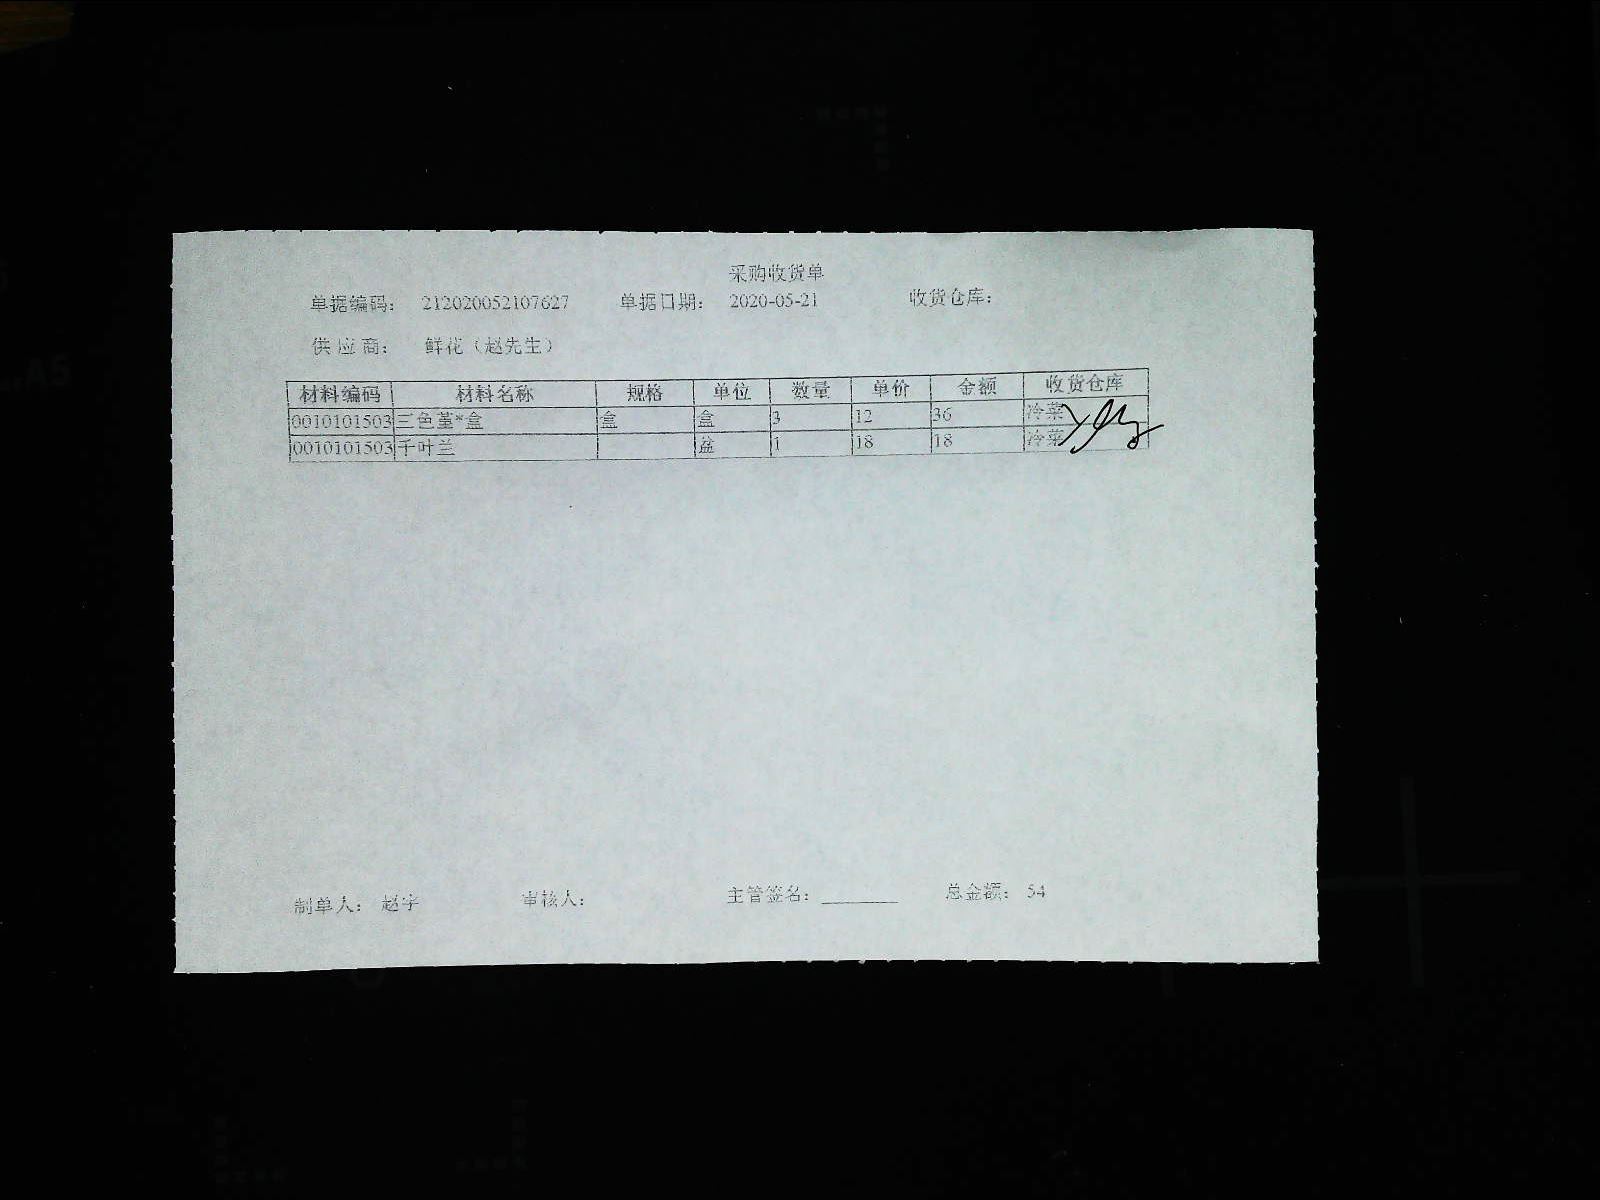 采购收货单
单据编码： 212020052107627 单据日期： 2020-05-21 收货仓库：
供应商： 鲜花（赵先生）
材料编码 材料名称 规格 单位 数量 单价 金额 收货仓库
0010101503 三色堇*盒 盒 盒 3 12 36 冷菜
0010101503 千叶兰 盆 1 18 18 冷菜
制单人： 赵宇 审核人： 主管签名： 总金额： 54